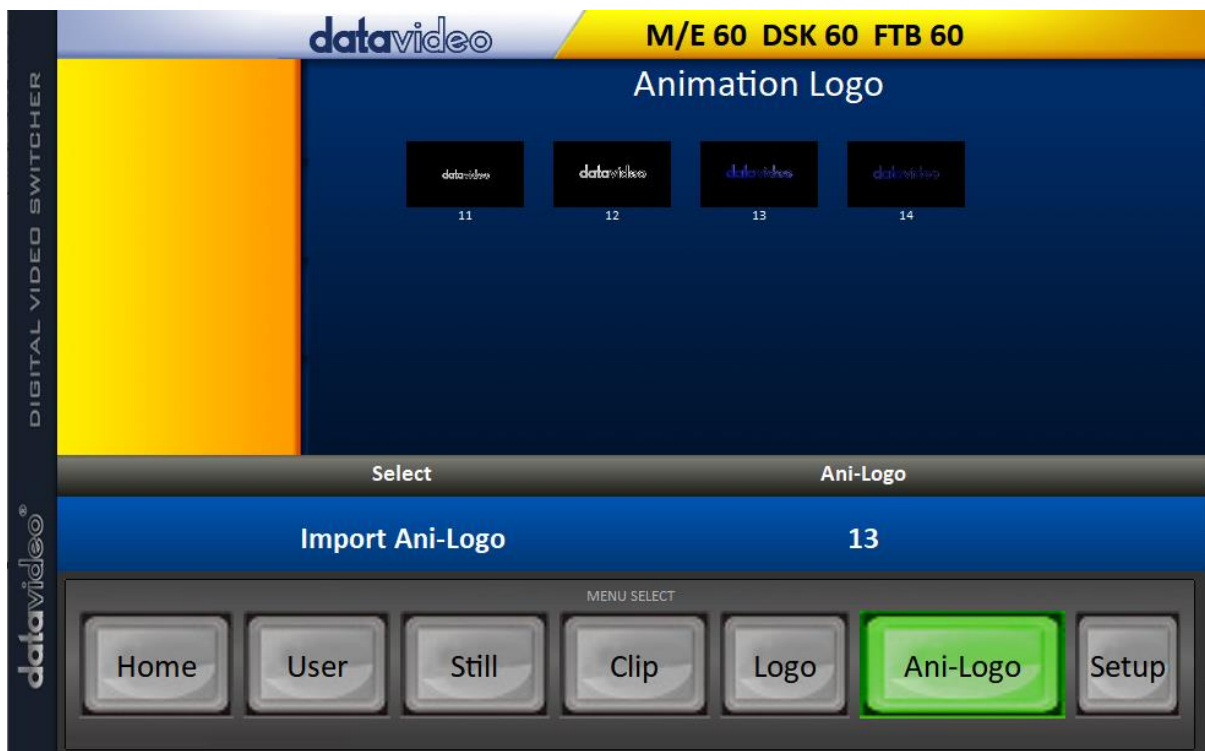 datavideo
M/E 60 DSK 60 FTB 60
DIGITAL VIDEO SWITCHER
datavideo®
Animation Logo
datavideo
datavideo
datavideo
datavideo
11
12
13
14
Select
Ani-Logo
Import Ani-Logo
13
MENU SELECT
Home
User
Still
Clip
Logo
Ani-Logo
Setup